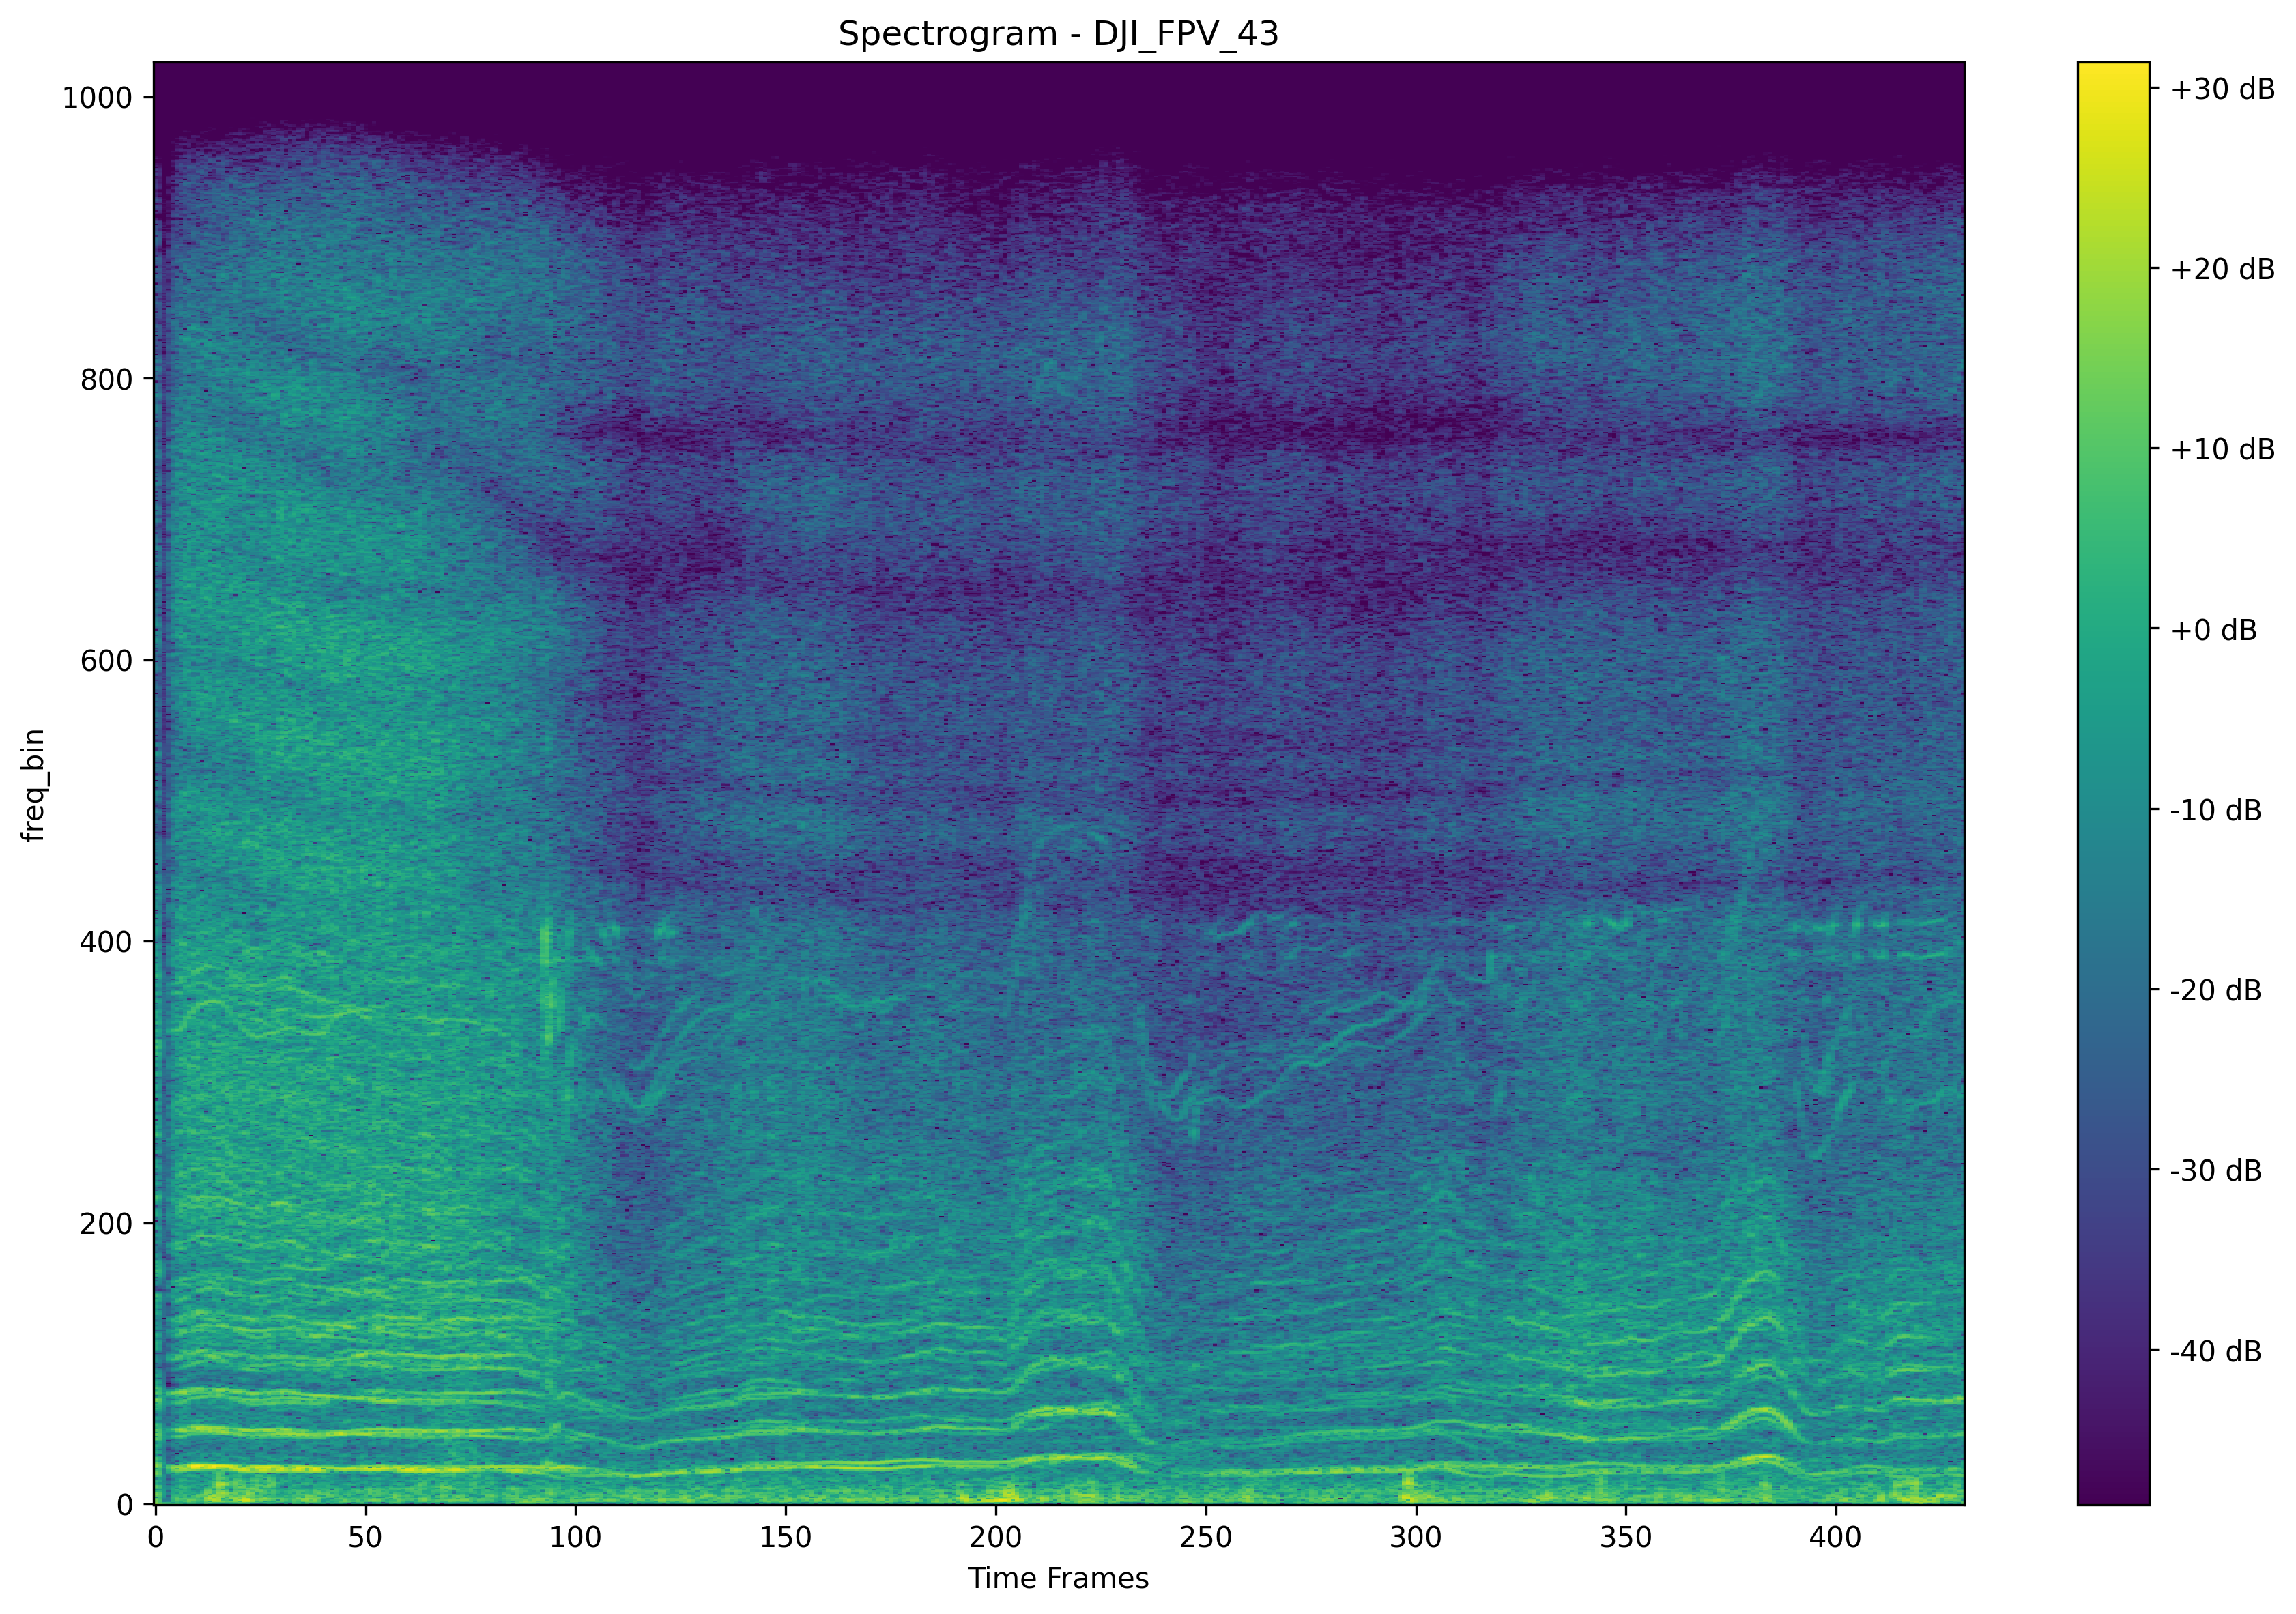 Spectrogram - DJI_FPV_43
1000
800
600
400
200
0
freq_bin
0 50 100 150 200 250 300 350 400
Time Frames
+30 dB
+20 dB
+10 dB
+0 dB
-10 dB
-20 dB
-30 dB
-40 dB